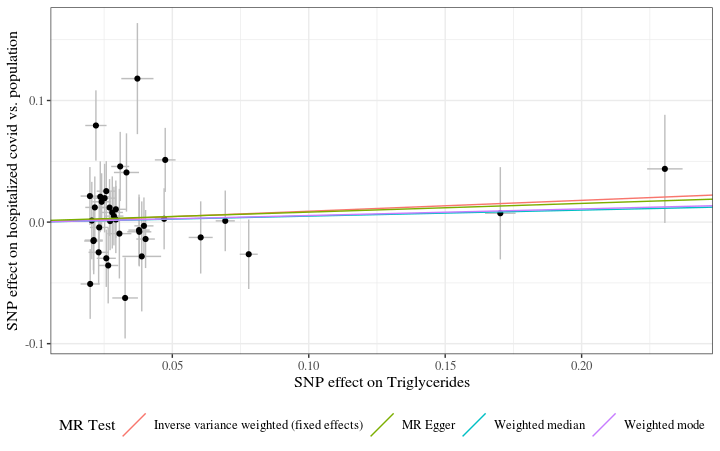 SNP effect on hospitalized covid vs. population
0.1
0.0
-0.1
0.05
0.10
0.15
0.20
SNP effect on Triglycerides
MR Test
Inverse variance weighted (fixed effects)
MR Egger
Weighted median
Weighted mode